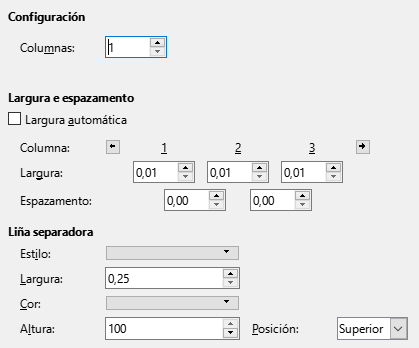 Configuración
Columnas: 1
Largura e espazamento
Largura automática
Columna: 1 2 3
Largura: 0,01 0,01 0,01
Espazamento: 0,00 0,00
Liña separadora
Estilo:
Largura: 0,25
Cor:
Altura: 100 Posición: Superior